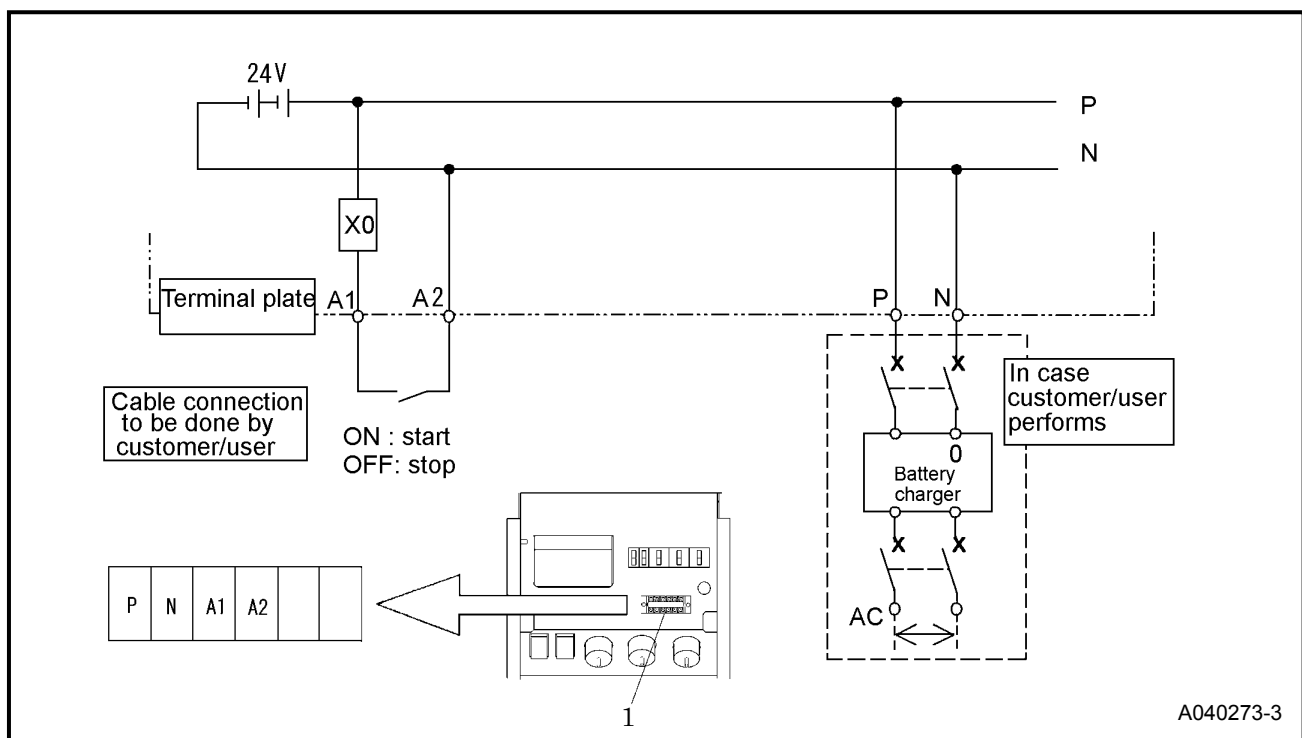 24V
P
N
X0
Terminal plate
A1
A2
P
N
Cable connection
to be done by
customer/user
ON : start
OFF: stop
In case
customer/user
performs
0
Battery
charger
AC
P N A1 A2
1
A040273-3